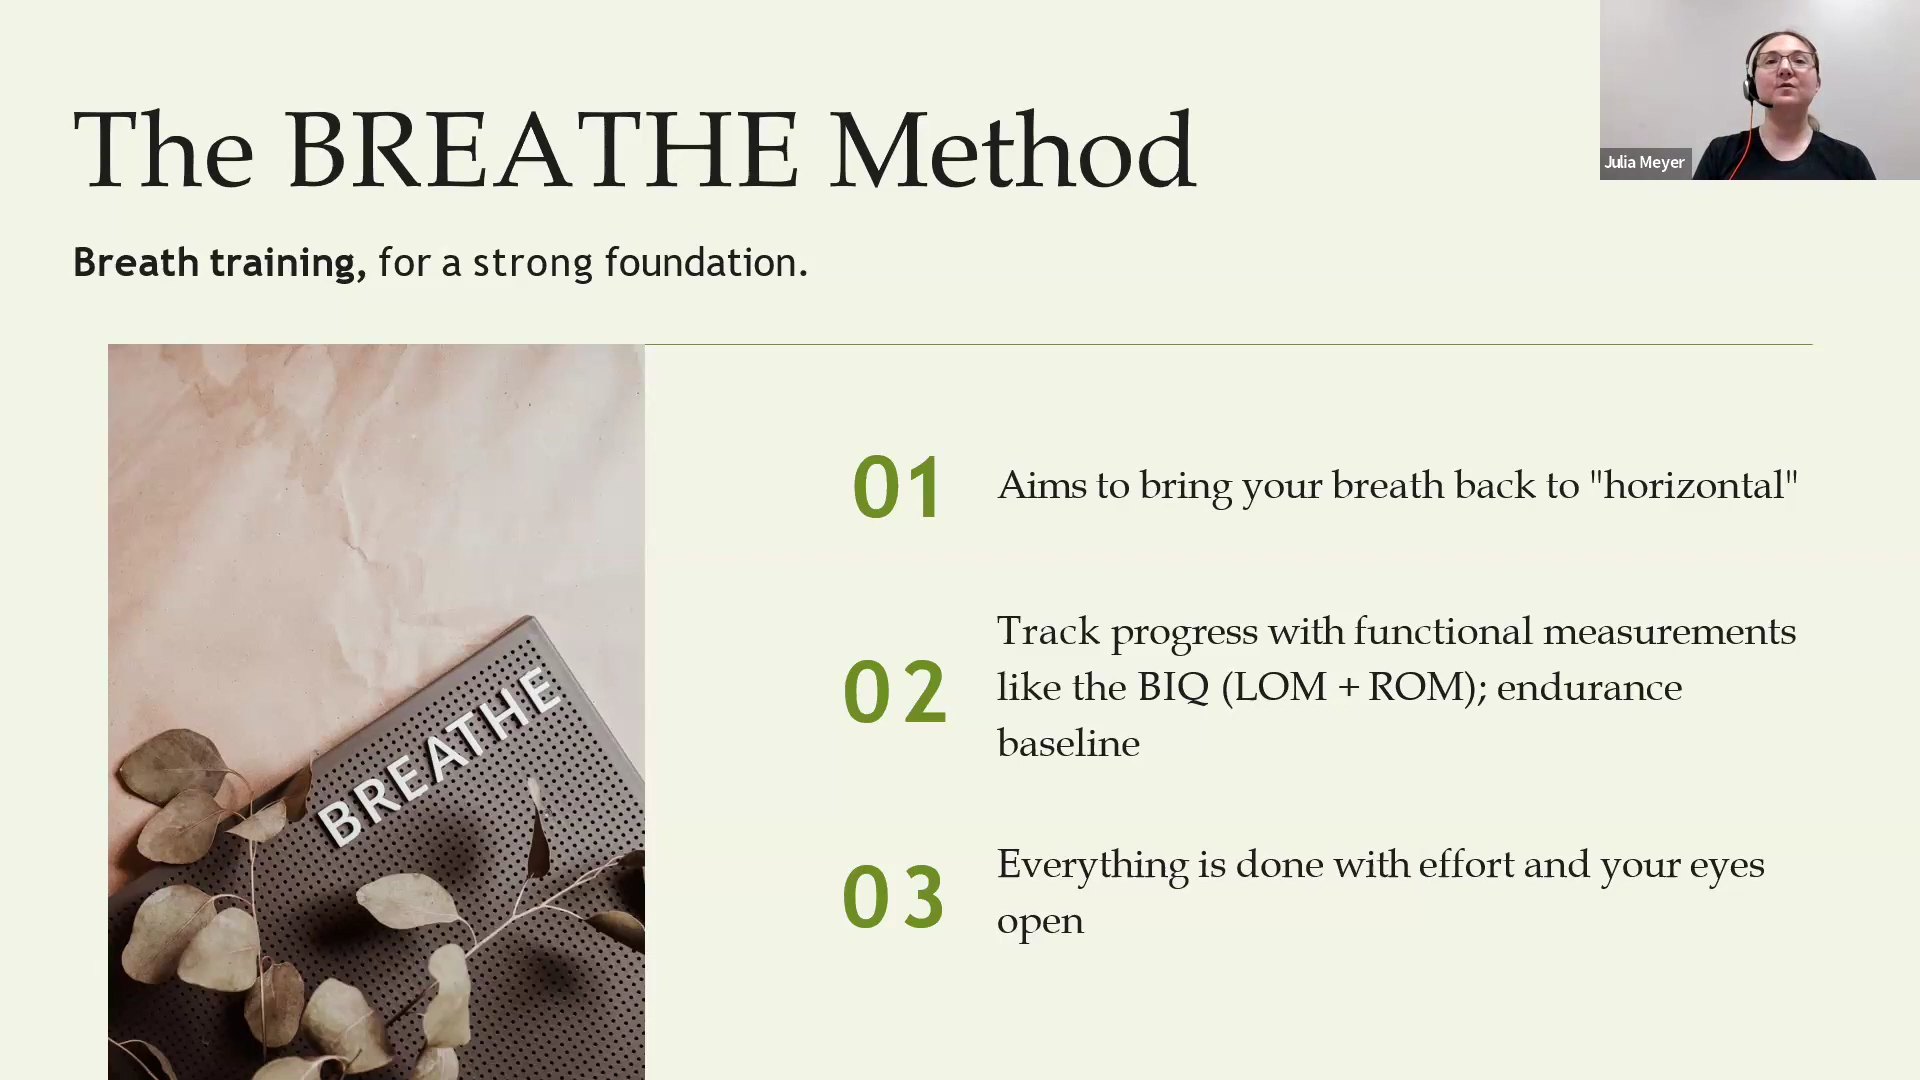 The BREATHE Method
Julia Meyer
Breath training, for a strong foundation.
01
Aims to bring your breath back to "horizontal"
02
Track progress with functional measurements
like the BIQ (LOM + ROM); endurance
baseline
03
Everything is done with effort and your eyes
open
BREATHE